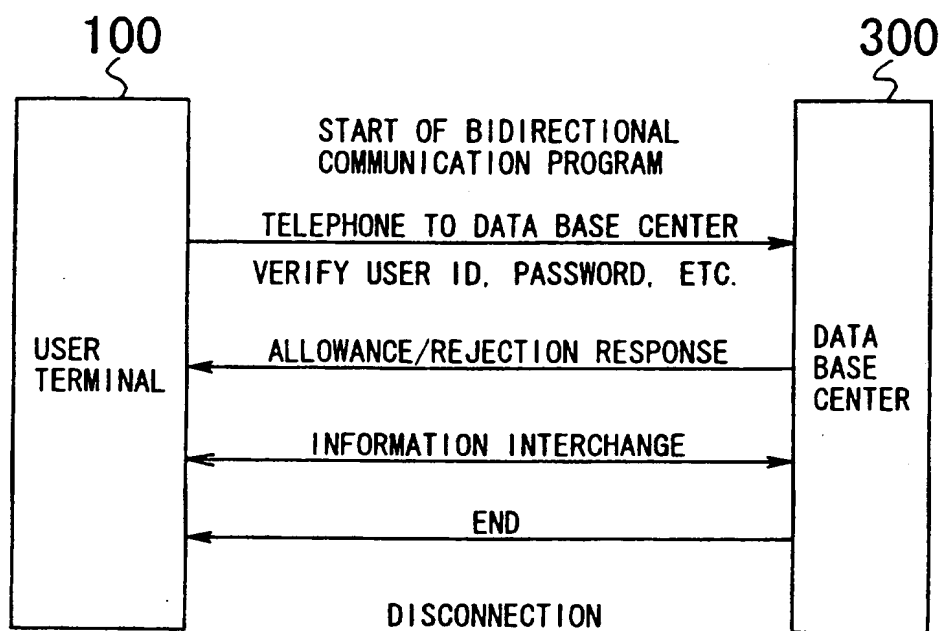 100
300
START OF BIDIRECTIONAL
COMMUNICATION PROGRAM
TELEPHONE TO DATA BASE CENTER
VERIFY USER ID, PASSWORD, ETC.
USER
TERMINAL
ALLOWANCE/REJECTION RESPONSE
DATA
BASE
CENTER
INFORMATION INTERCHANGE
END
DISCONNECTION